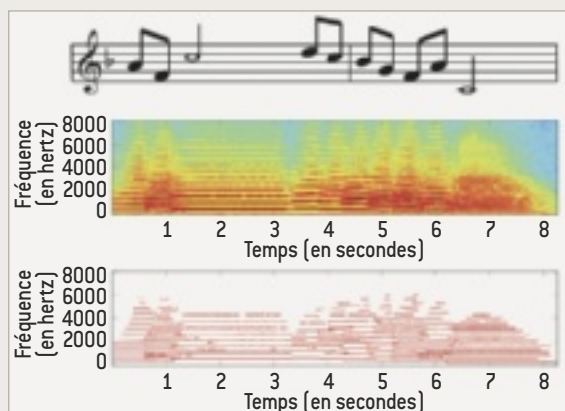 8000
6000
4000
2000
0
Fréquence
(en hertz)
1 2 3 4 5 6 7 8
Temps (en secondes)
8000
6000
4000
2000
0
Fréquence
(en hertz)
1 2 3 4 5 6 7 8
Temps (en secondes)